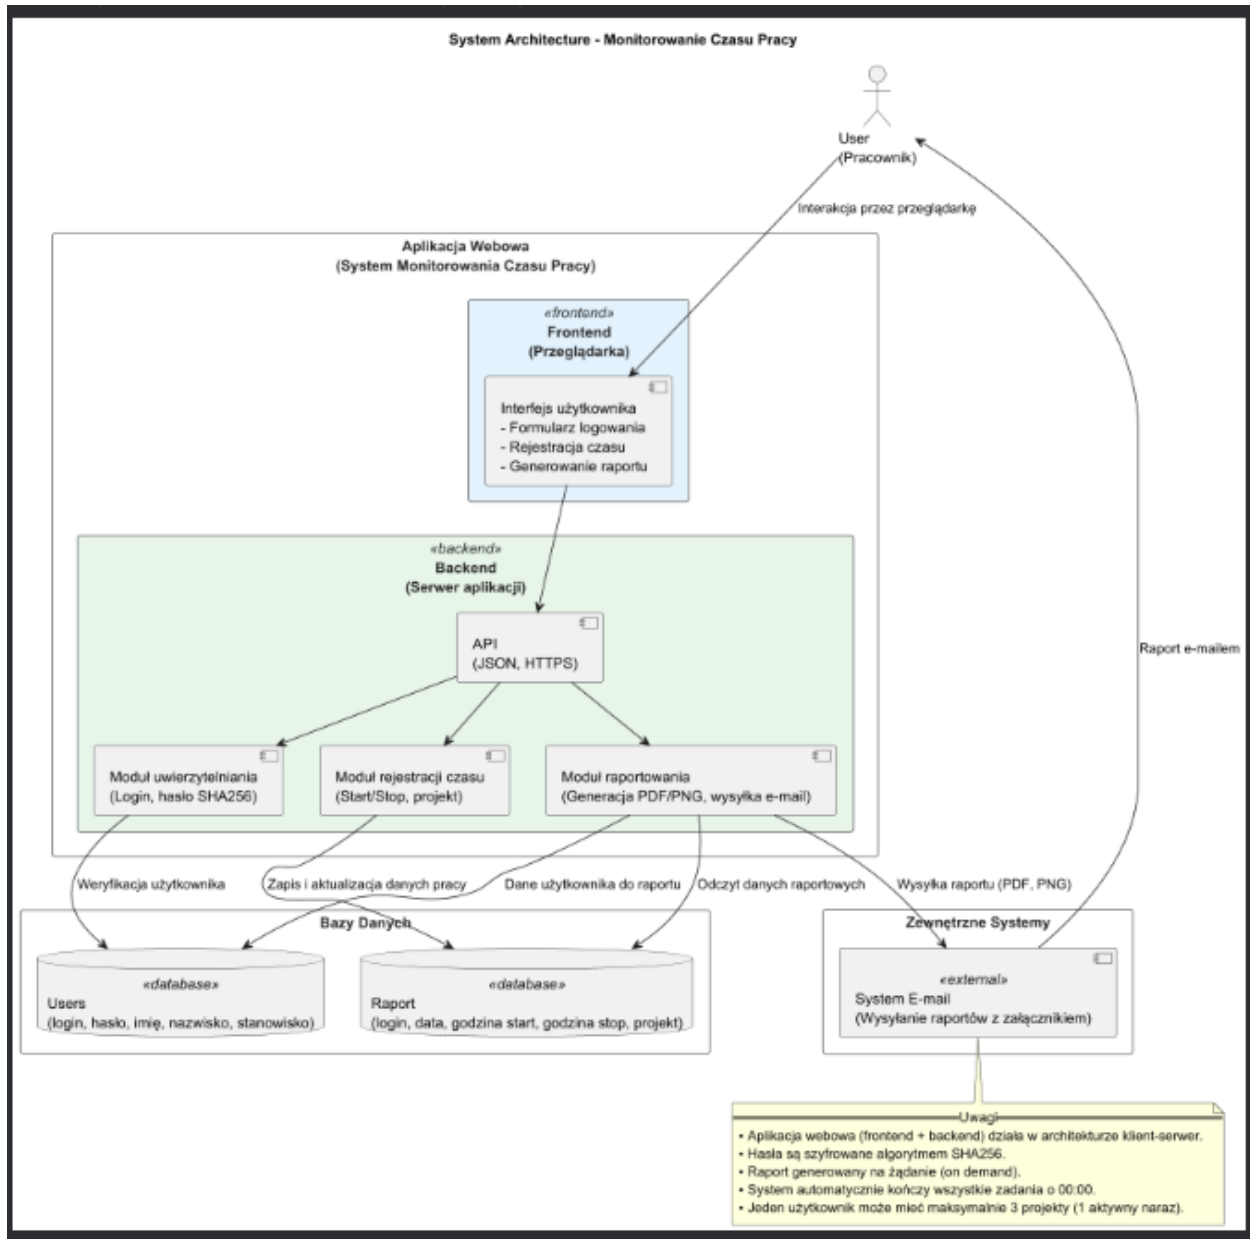 System Architecture - Monitorowanie Czasu Pracy
User
(Pracownik)
Interakcja przez przeglądarkę
Aplikacja Webowa
(System Monitorowania Czasu Pracy)
«frontend»
Frontend
(Przeglądarka)
Interfejs użytkownika
- Formularz logowania
- Rejestracja czasu
- Generowanie raportu
«backend»
Backend
(Serwer aplikacji)
API
(JSON, HTTPS)
Raport e-mailem
Moduł uwierzytelniania
(Login, hasło SHA256)
Moduł rejestracji czasu
(Start/Stop, projekt)
Moduł raportowania
(Generacja PDF/PNG, wysyłka e-mail)
Weryfikacja użytkownika
Zapis i aktualizacja danych pracy
Dane użytkownika do raportu
Odczyt danych raportowych
Wysyłka raportu (PDF, PNG)
Bazy Danych
«database»
Users
(login, hasło, imię, nazwisko, stanowisko)
«database»
Raport
(login, data, godzina start, godzina stop, projekt)
Zewnętrzne Systemy
«external»
System E-mail
(Wysyłanie raportów z załącznikiem)
Uwagi
• Aplikacja webowa (frontend + backend) działa w architekturze klient-serwer.
• Hasła są szyfrowane algorytmem SHA256.
• Raport generowany na żądanie (on demand).
• System automatycznie kończy wszystkie zadania o 00:00.
• Jeden użytkownik może mieć maksymalnie 3 projekty (1 aktywny naraz).